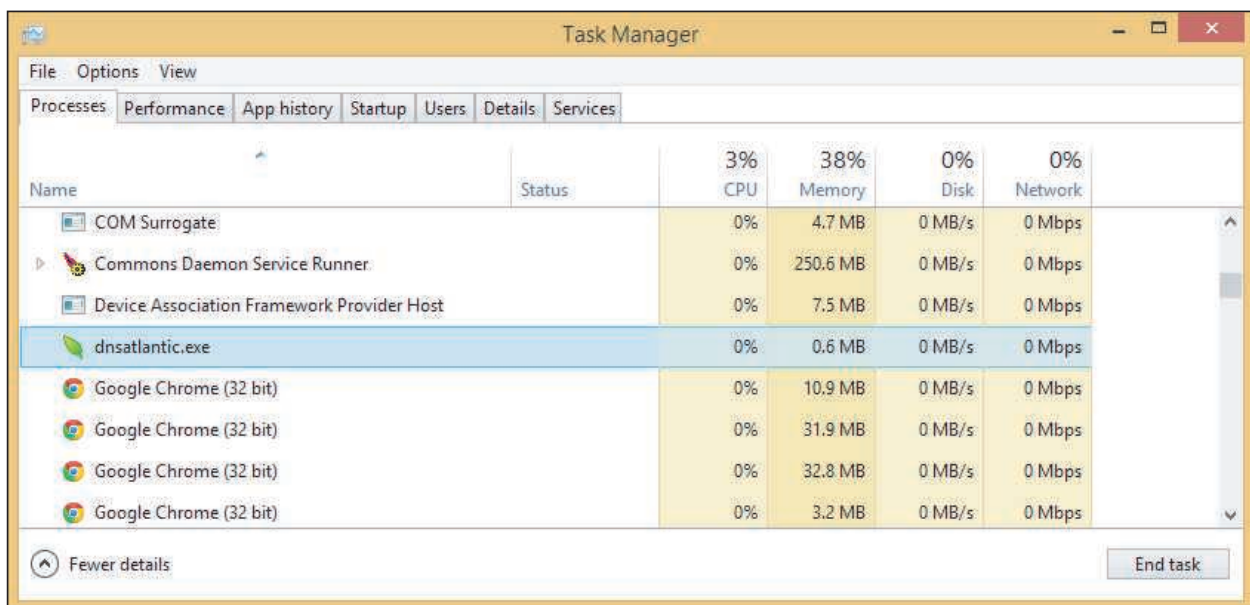 Task Manager
File Options View
Processes Performance App history Startup Users Details Services
3% 38% 0% 0%
Name Status CPU Memory Disk Network
COM Surrogate 0% 4.7 MB 0 MB/s 0 Mbps
Commons Daemon Service Runner 0% 250.6 MB 0 MB/s 0 Mbps
Device Association Framework Provider Host 0% 7.5 MB 0 MB/s 0 Mbps
dnsatlantic.exe 0% 0.6 MB 0 MB/s 0 Mbps
Google Chrome (32 bit) 0% 10.9 MB 0 MB/s 0 Mbps
Google Chrome (32 bit) 0% 31.9 MB 0 MB/s 0 Mbps
Google Chrome (32 bit) 0% 32.8 MB 0 MB/s 0 Mbps
Google Chrome (32 bit) 0% 3.2 MB 0 MB/s 0 Mbps
Fewer details End task